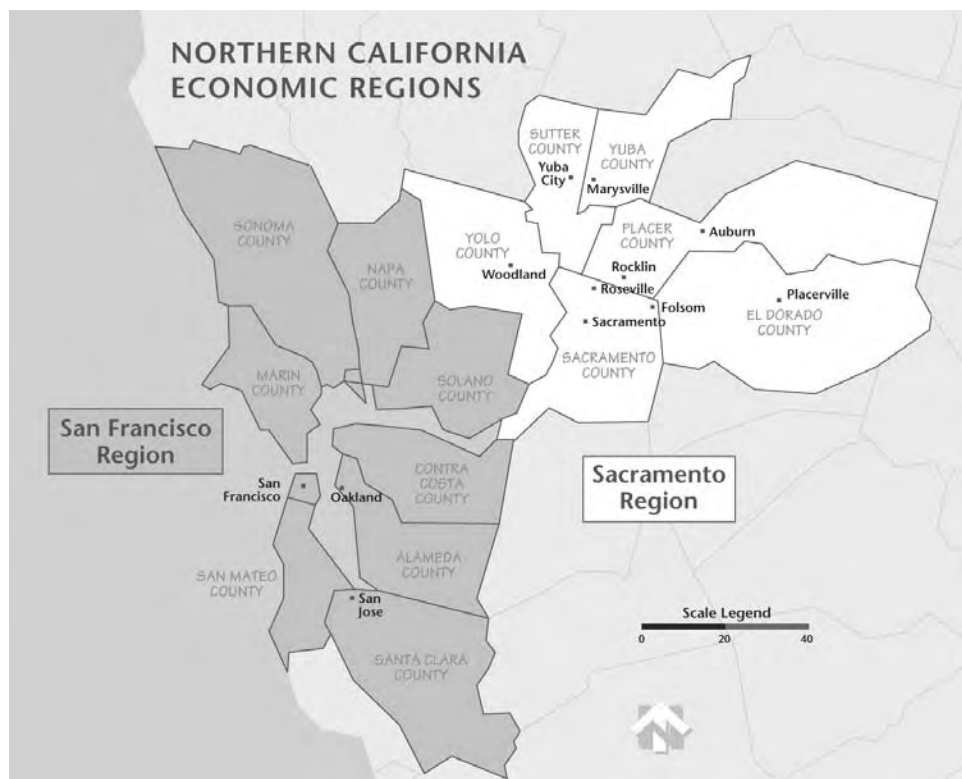 NORTHERN CALIFORNIA
ECONOMIC REGIONS
SUTTER
COUNTY
YUBA
COUNTY
Yuba
City
Marysville
SONOMA
COUNTY
NAPA
COUNTY
YOLO
COUNTY
Woodland
PLACER
COUNTY
Auburn
Rocklin
Roseville
Folsom
Placerville
EL DORADO
COUNTY
Sacramento
SACRAMENTO
COUNTY
MARIN
COUNTY
SOLANO
COUNTY
San Francisco
Region
CONTRA
COSTA
COUNTY
Sacramento
Region
San
Francisco
Oakland
ALAMEDA
COUNTY
SAN MATEO
COUNTY
San
Jose
SANTA CLARA
COUNTY
Scale Legend
0 20 40
N